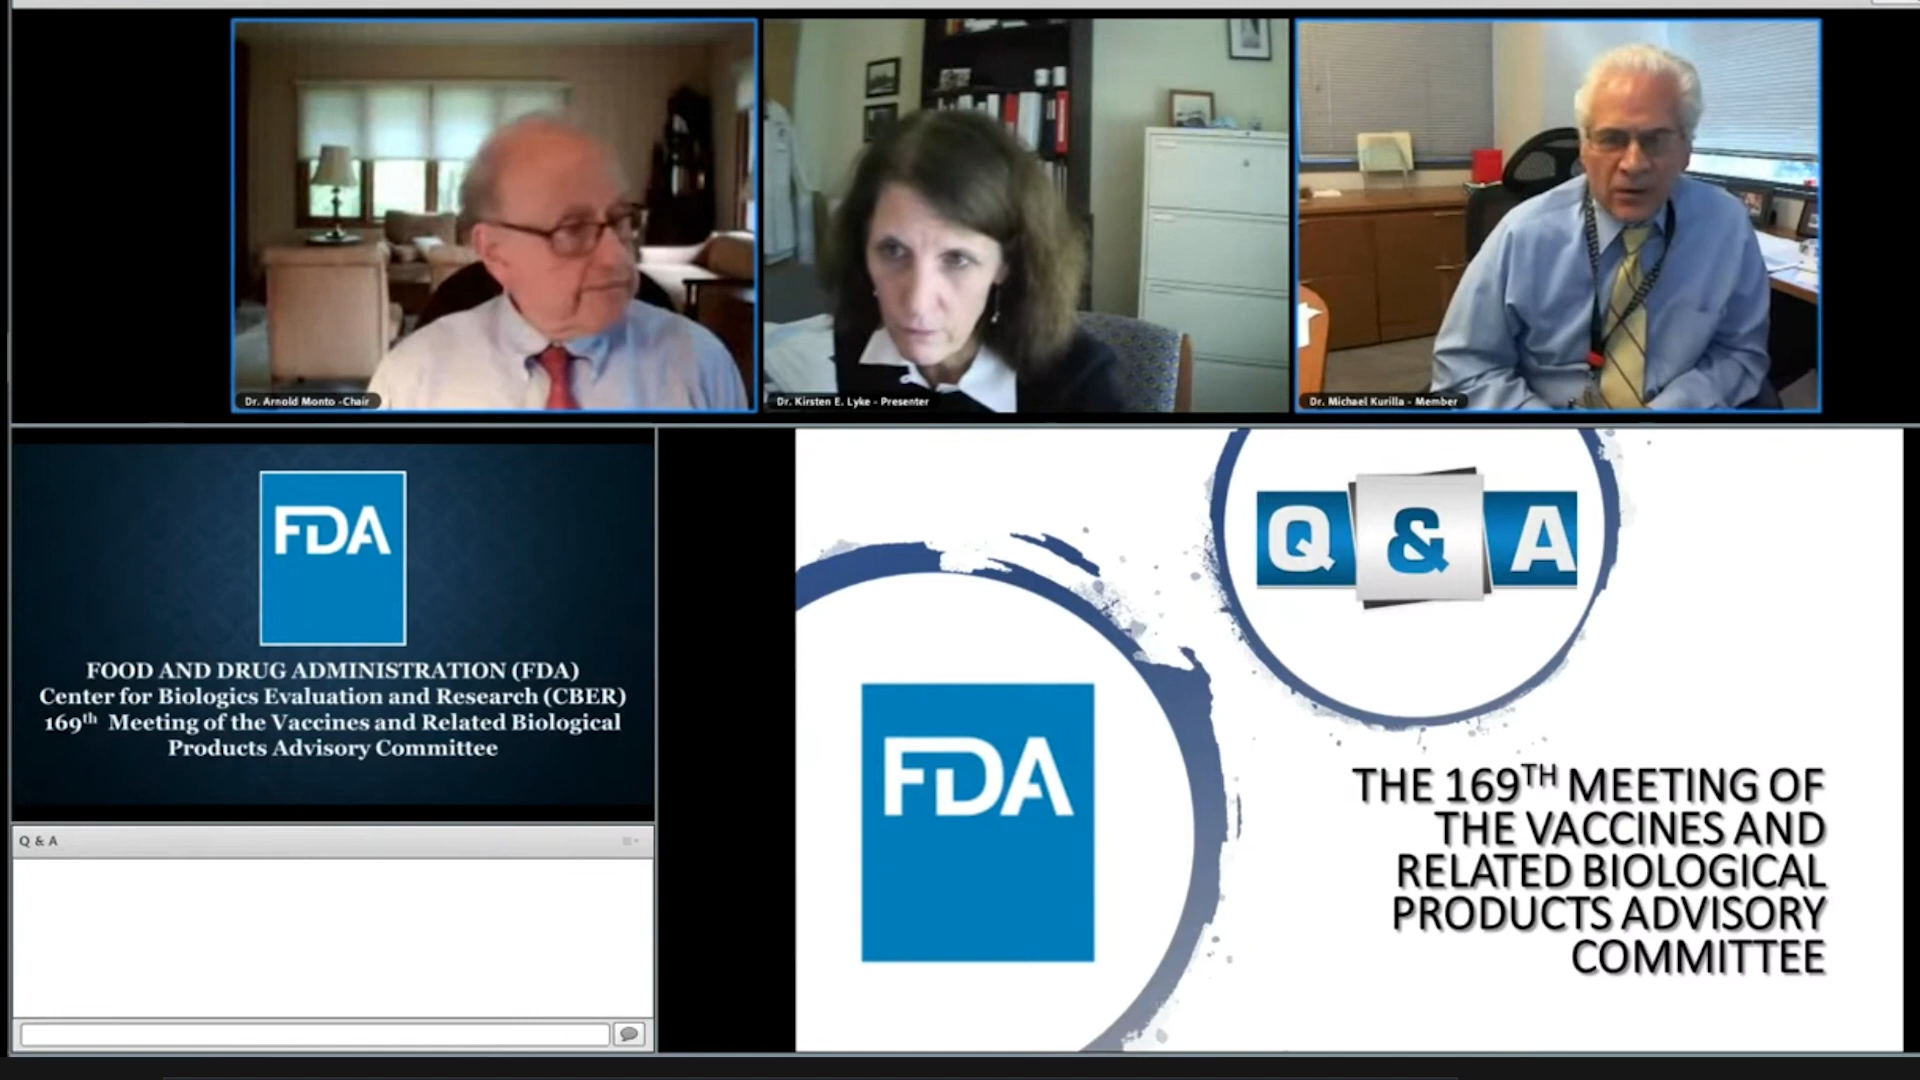 Dr. Arnold Monto -Chair
Dr. Kirsten E. Lyke - Presenter
Dr. Michael Kurilla - Member
FDA
FOOD AND DRUG ADMINISTRATION (FDA)
Center for Biologics Evaluation and Research (CBER)
169th Meeting of the Vaccines and Related Biological
Products Advisory Committee
Q & A
Q & A
FDA
THE 169TH MEETING OF
THE VACCINES AND
RELATED BIOLOGICAL
PRODUCTS ADVISORY
COMMITTEE